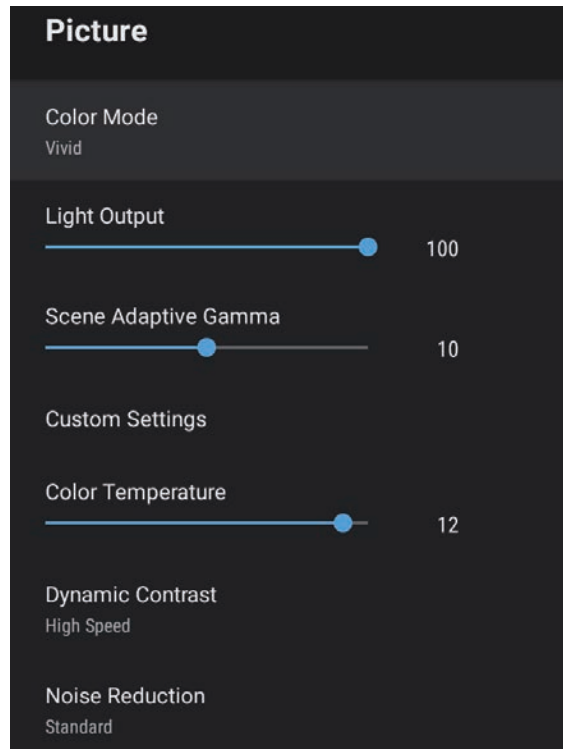 Picture
Color Mode
Vivid
Light Output
100
Scene Adaptive Gamma
10
Custom Settings
Color Temperature
12
Dynamic Contrast
High Speed
Noise Reduction
Standard